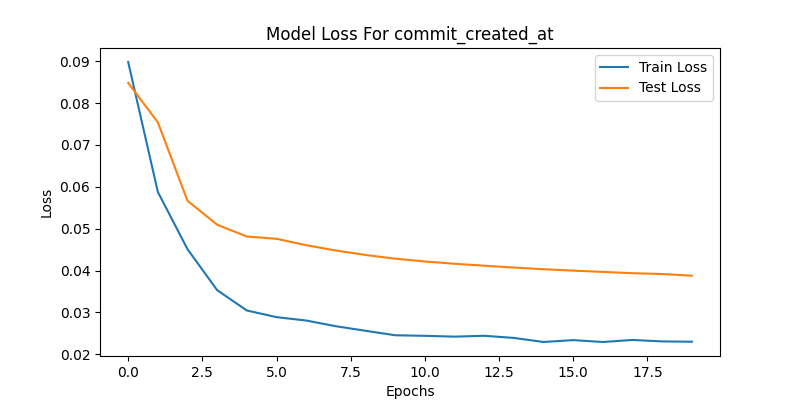 Model Loss For commit_created_at
Train Loss
Test Loss
0.09
0.08
0.07
0.06
0.05
0.04
0.03
0.02
Loss
0.0 2.5 5.0 7.5 10.0 12.5 15.0 17.5
Epochs